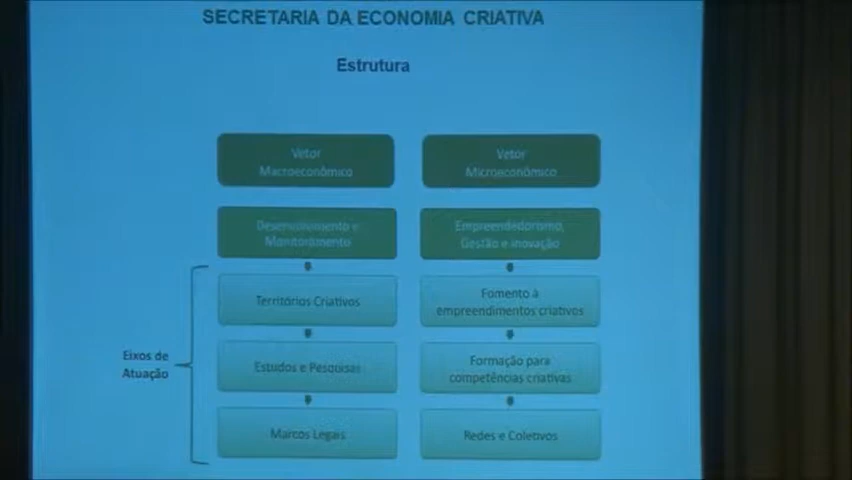 SECRETARIA DA ECONOMIA CRIATIVA
Estrutura
Vetor
Macroeconômico
Vetor
Microeconômico
Desenvolvimento e
Monitoramento
Empreendedorismo,
Gestão e Inovação
Territórios Criativos
Fomento à
empreendimentos criativos
Eixos de
Atuação
Estudos e Pesquisas
Formação para
competências criativas
Marcos Legais
Redes e Coletivos